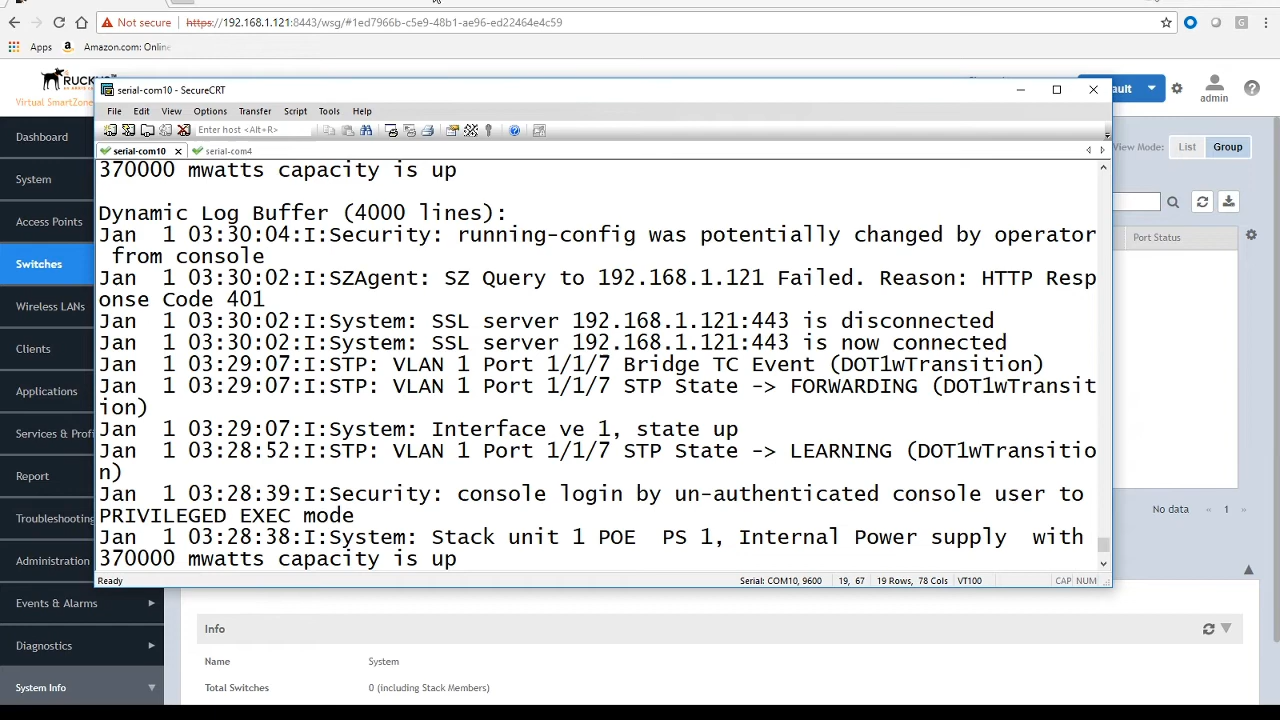 Not secure
https://192.168.1.121:8443/wsg/#1ed7966b-c5e9-48b1-ae96-ed22464e4c59
Apps
Amazon.com: Onlin
RUCKUS
Virtual SmartZone
ault
admin
serial-com10 - SecureCRT
File Edit View Options Transfer Script Tools Help
Enter host <Alt+R>
serial-com10
serial-com4
370000 mwatts capacity is up
Dynamic Log Buffer (4000 lines):
Jan  1 03:30:04:I:Security: running-config was potentially changed by operator
 from console
Jan  1 03:30:02:I:SZAgent: SZ Query to 192.168.1.121 Failed. Reason: HTTP Resp
onse Code 401
Jan  1 03:30:02:I:System: SSL server 192.168.1.121:443 is disconnected
Jan  1 03:30:02:I:System: SSL server 192.168.1.121:443 is now connected
Jan  1 03:29:07:I:STP: VLAN 1 Port 1/1/7 Bridge TC Event (DOT1wTransition)
Jan  1 03:29:07:I:STP: VLAN 1 Port 1/1/7 STP State -> FORWARDING (DOT1wTransit
ion)
Jan  1 03:29:07:I:System: Interface ve 1, state up
Jan  1 03:28:52:I:STP: VLAN 1 Port 1/1/7 STP State -> LEARNING (DOT1wTransitio
n)
Jan  1 03:28:39:I:Security: console login by un-authenticated console user to
PRIVILEGED EXEC mode
Jan  1 03:28:38:I:System: Stack unit 1 POE  PS 1, Internal Power supply  with
370000 mwatts capacity is up
Ready
Serial: COM10, 9600
19, 67
19 Rows, 78 Cols
VT100
CAP NUM
Dashboard
System
Access Points
Switches
Wireless LANs
Clients
Applications
Services & Profi
Report
Troubleshooting
Administration
Events & Alarms
Diagnostics
System Info
View Mode:
List
Group
Port Status
No data
« 1 »
Info
Name
System
Total Switches
0 (including Stack Members)